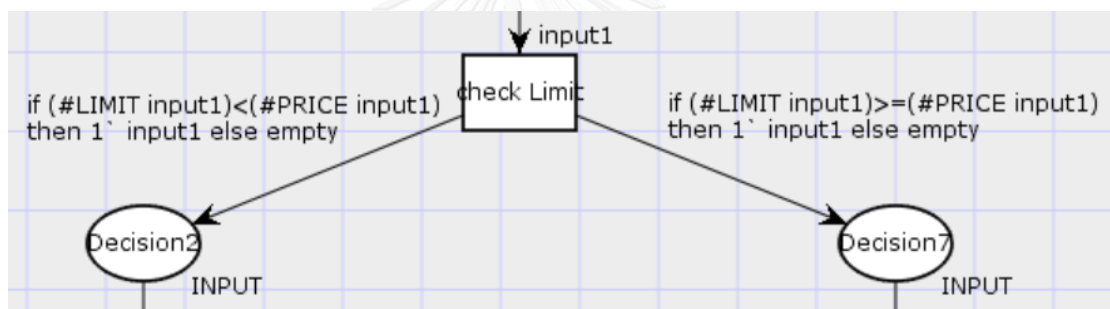 input1
check Limit
if (#LIMIT input1)<(#PRICE input1)
then 1` input1 else empty
if (#LIMIT input1)>=(#PRICE input1)
then 1` input1 else empty
Decision2
INPUT
Decision7
INPUT